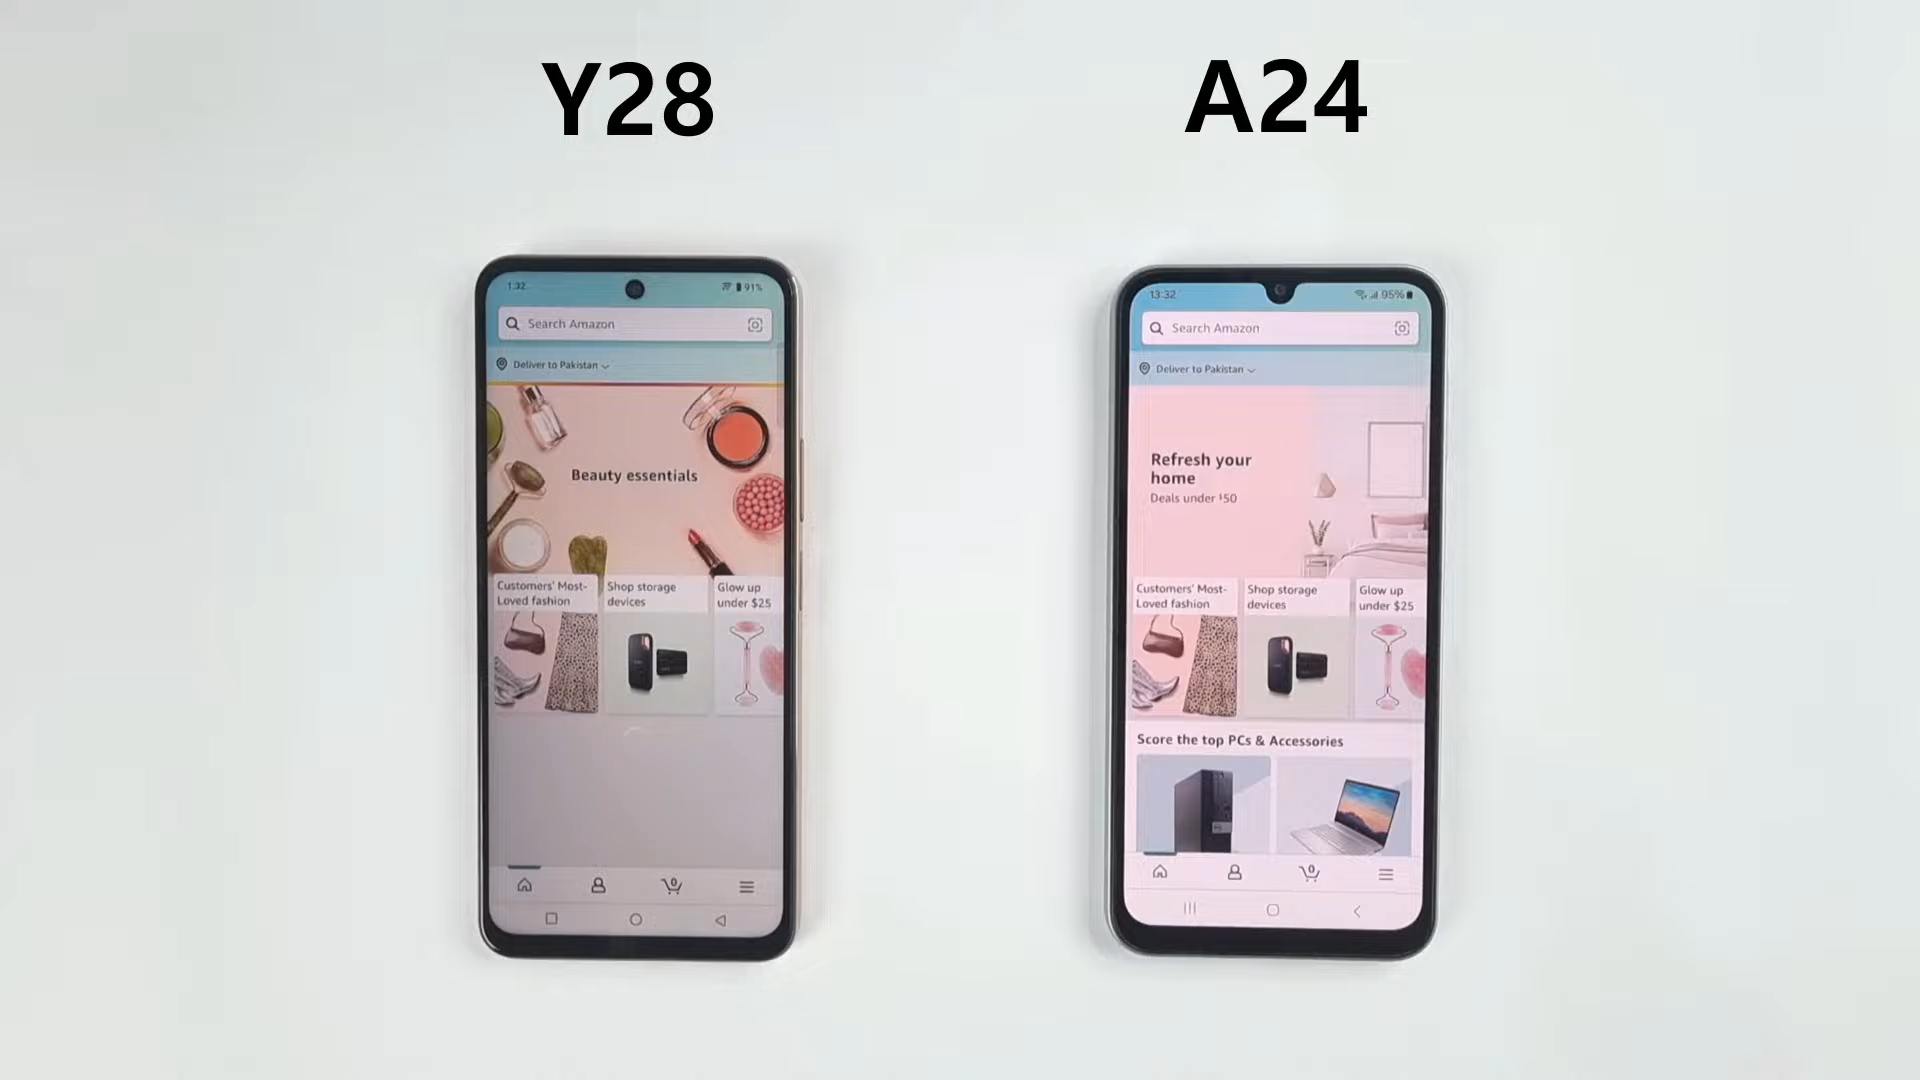 Y28
A24
1:32
91%
Search Amazon
Deliver to Pakistan
Beauty essentials
Customers' Most-
Loved fashion
Shop storage
devices
Glow up
under $25
0
13:32
95%
Search Amazon
Deliver to Pakistan
Refresh your
home
Deals under $50
Customers' Most-
Loved fashion
Shop storage
devices
Glow up
under $25
Score the top PCs & Accessories
0